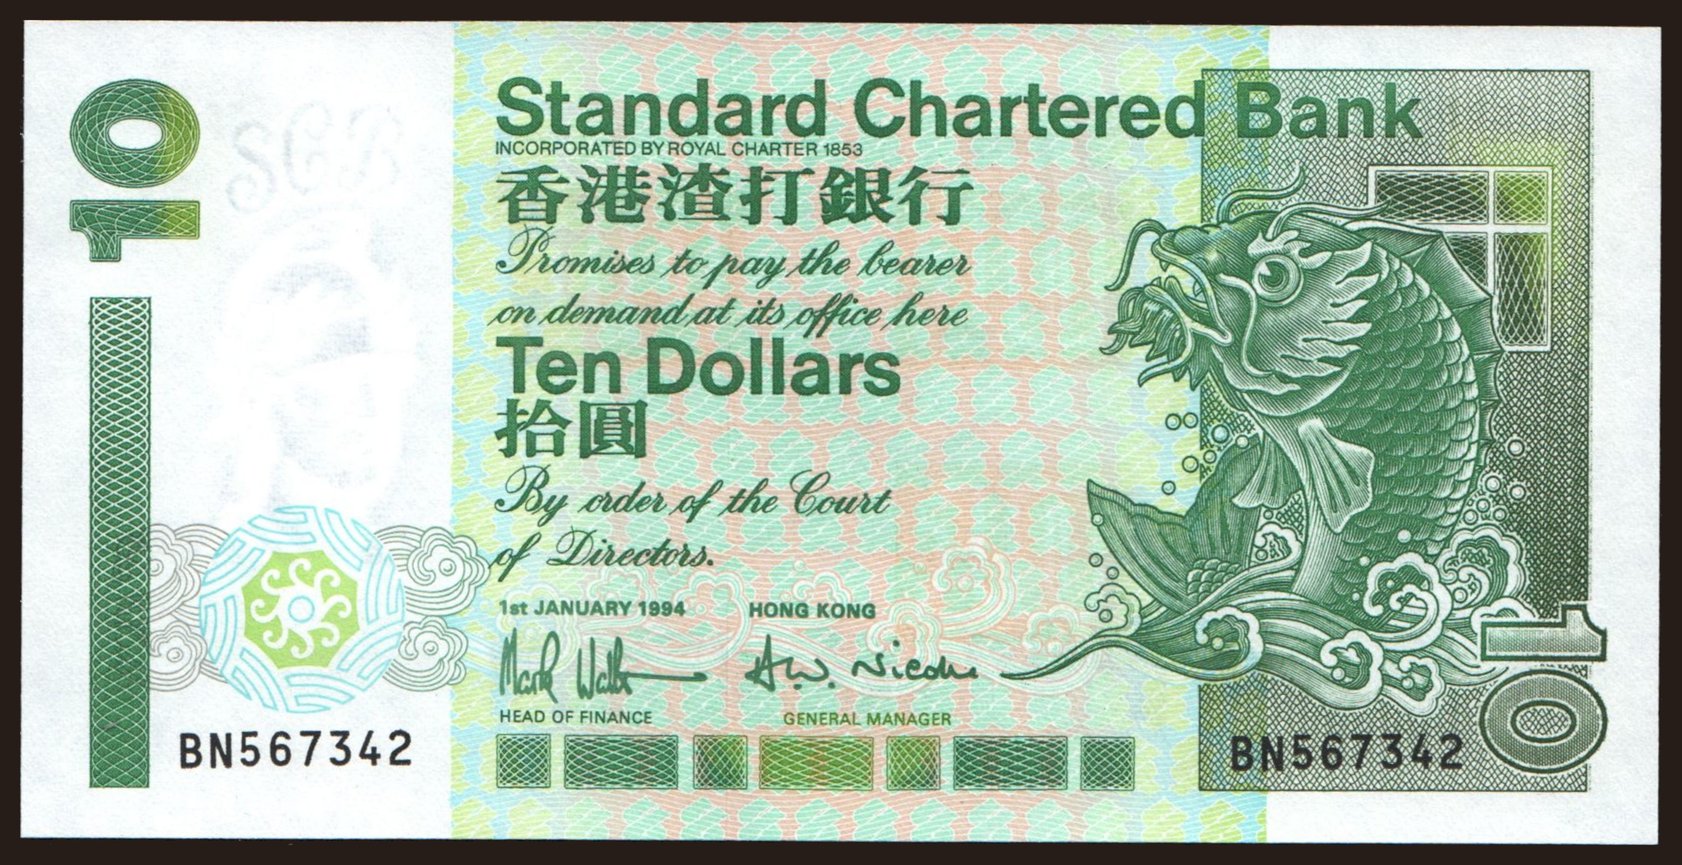 10
SCB
Standard Chartered Bank
INCORPORATED BY ROYAL CHARTER 1853
香港渣打銀行
Promises to pay the bearer
on demand at its office here
Ten Dollars
拾圓
By order of the Court
of Directors.
1st JANUARY 1994 HONG KONG
HEAD OF FINANCE GENERAL MANAGER
BN567342 BN567342
10